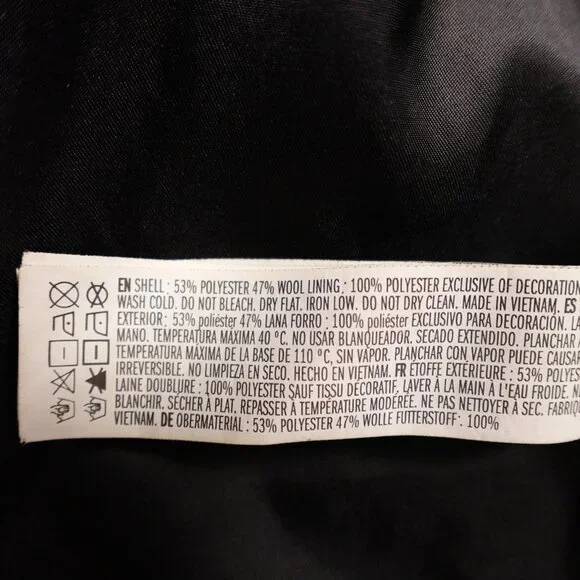 EN SHELL : 53% POLYESTER 47% WOOL LINING : 100% POLYESTER EXCLUSIVE OF DECORATION
WASH COLD. DO NOT BLEACH. DRY FLAT. IRON LOW. DO NOT DRY CLEAN. MADE IN VIETNAM. ES
EXTERIOR : 53% poliéster 47% LANA FORRO : 100% poliéster EXCLUSIVO PARA DECORACIÓN. LA
MANO. TEMPERATURA MÁXIMA 40 °C. NO USAR BLANQUEADOR. SECADO EXTENDIDO. PLANCHAR A
TEMPERATURA MÁXIMA DE LA BASE DE 110 °C, SIN VAPOR. PLANCHAR CON VAPOR PUEDE CAUSAR
IRREVERSIBLE. NO LIMPIEZA EN SECO. HECHO EN VIETNAM. FR ÉTOFFE EXTÉRIEURE : 53% POLYES
LAINE DOUBLURE : 100% POLYESTER SAUF TISSU DÉCORATIF, LAVER À LA MAIN À L'EAU FROIDE. N
BLANCHIR. SÉCHER À PLAT. REPASSER À TEMPÉRATURE MODÉRÉE. NE PAS NETTOYER À SEC. FABRIQ
VIETNAM. DE OBERMATERIAL : 53% POLYESTER 47% WOLLE FUTTERSTOFF : 100%